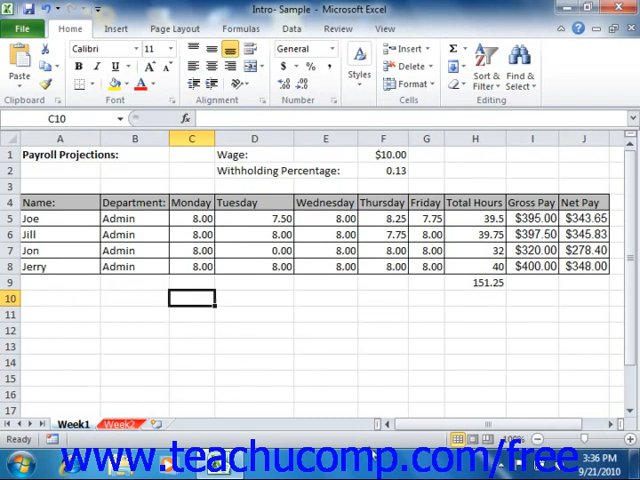 Intro- Sample - Microsoft Excel
File Home Insert Page Layout Formulas Data Review View
Paste Calibri 11 General Styles Insert Delete Format Sort & Filter Find & Select
Clipboard Font Alignment Number Cells Editing
C10 fx
A B C D E F G H I J
1 Payroll Projections: Wage: $10.00
2 Withholding Percentage: 0.13
3
4 Name: Department: Monday Tuesday Wednesday Thursday Friday Total Hours Gross Pay Net Pay
5 Joe Admin 8.00 7.50 8.00 8.25 7.75 39.5 $395.00 $343.65
6 Jill Admin 8.00 8.00 8.00 7.75 8.00 39.75 $397.50 $345.83
7 Jon Admin 8.00 0.00 8.00 8.00 8.00 32 $320.00 $278.40
8 Jerry Admin 8.00 8.00 8.00 8.00 8.00 40 $400.00 $348.00
9 151.25
10
11
12
13
14
15
16
17
Week1 Week2
Ready 100%
www.teachucomp.com/free
3:36 PM
9/21/2010